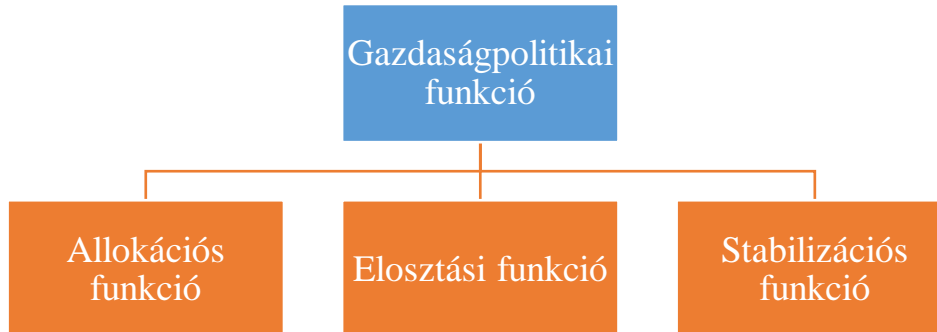 Gazdaságpolitikai
funkció
Allokációs
funkció
Elosztási funkció
Stabilizációs
funkció